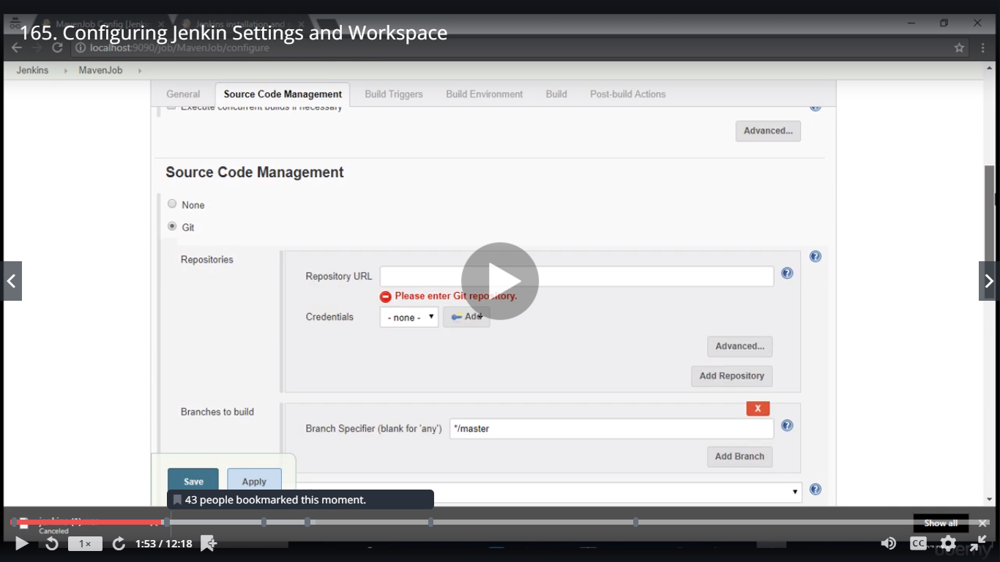 MavenJob Config [Jenki
Jenkins installation and
165. Configuring Jenkin Settings and Workspace
localhost:9090/job/MavenJob/configure
Jenkins
MavenJob
General
Source Code Management
Build Triggers
Build Environment
Build
Post-build Actions
Execute concurrent builds if necessary
Advanced...
Source Code Management
None
Git
Repositories
Repository URL
Please enter Git repository.
Credentials
- none -
Add
Advanced...
Add Repository
Branches to build
X
Branch Specifier (blank for 'any')
*/master
Add Branch
Save
Apply
43 people bookmarked this moment.
Canceled
Show all
1×
1:53 / 12:18
CC
udemy